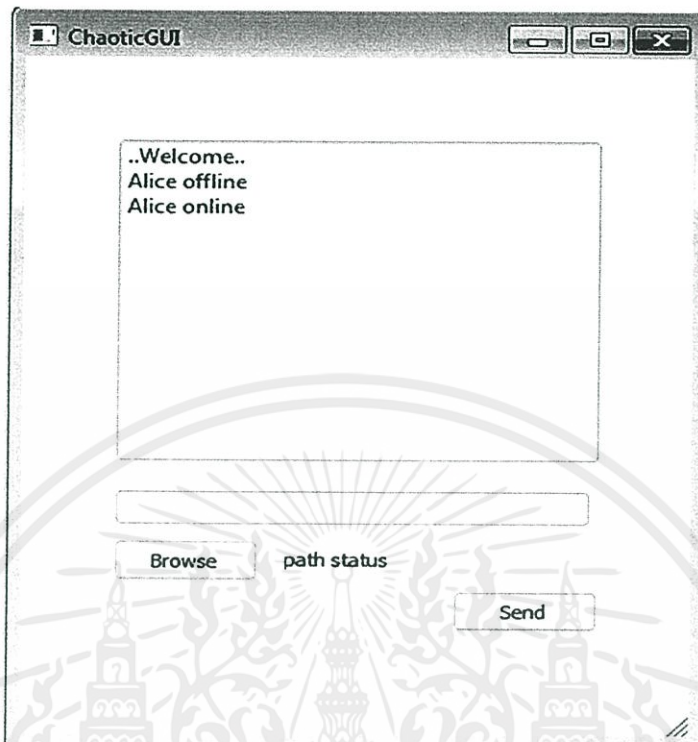 ChaoticGUI
..Welcome..
Alice offline
Alice online
Browse path status
Send